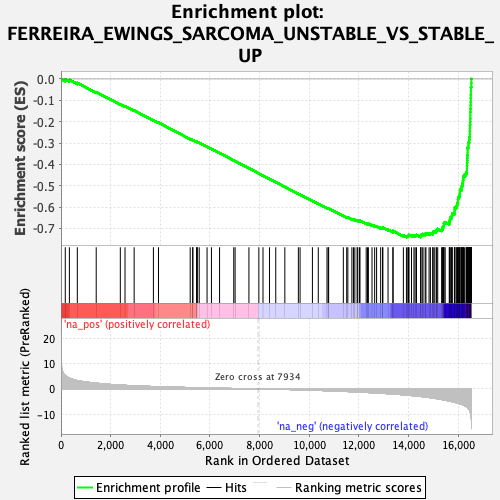 Enrichment plot:
FERREIRA_EWINGS_SARCOMA_UNSTABLE_VS_STABLE_
UP
Enrichment score (ES)
0.0
-0.1
-0.2
-0.3
-0.4
-0.5
-0.6
-0.7
'na_pos' (positively correlated)
Ranked list metric (PreRanked)
20
10
0
-10
Zero cross at 7934
'na_neg' (negatively correlated)
0
2,000
4,000
6,000
8,000
10,000
12,000
14,000
16,000
Rank in Ordered Dataset
Enrichment profile
Hits
Ranking metric scores